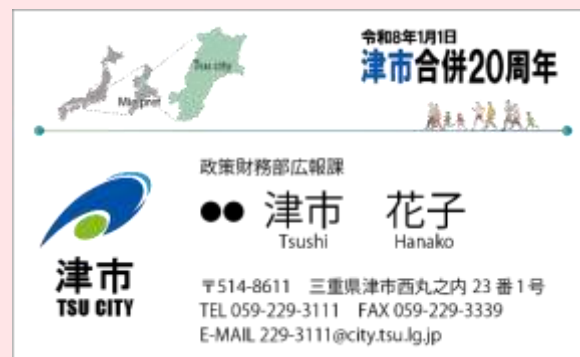 令和8年1月1日
津市合併20周年
Tsu city
Mie pref
政策財務部広報課
●● 津市 花子
Tsushi Hanako
津市
TSU CITY
〒514-8611 三重県津市西丸之内 23 番1号
TEL 059-229-3111 FAX 059-229-3339
E-MAIL 229-3111@city.tsu.lg.jp